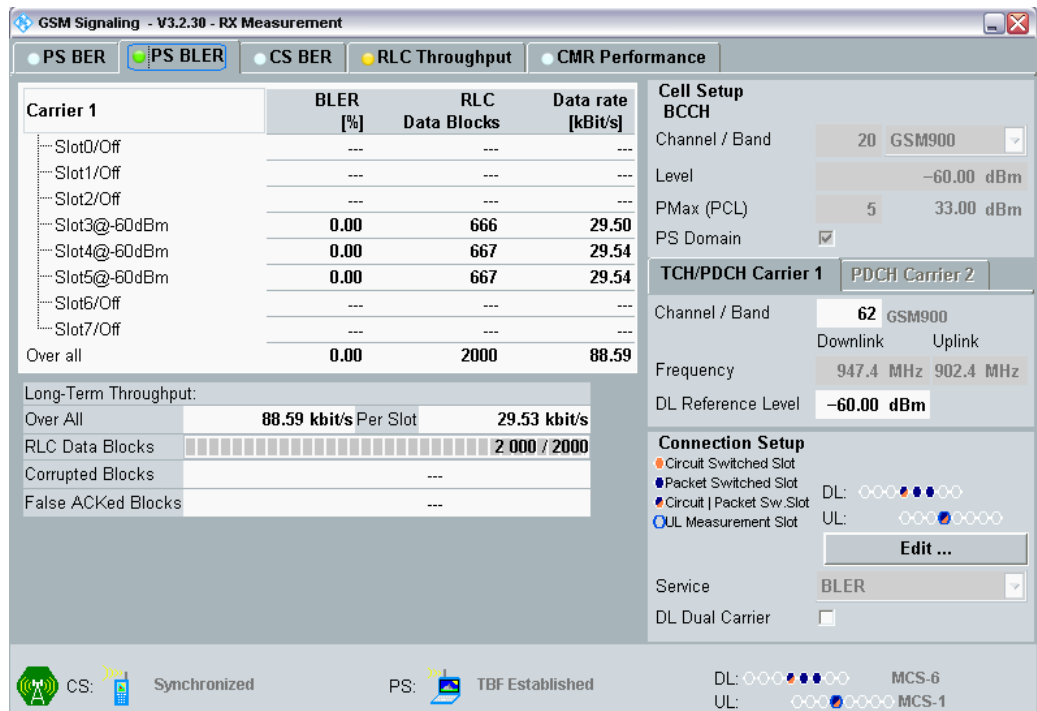 GSM Signaling - V3.2.30 - RX Measurement
PS BER PS BLER CS BER RLC Throughput CMR Performance
Carrier 1 BLER [%] RLC Data Blocks Data rate [kBit/s]
Slot0/Off --- --- ---
Slot1/Off --- --- ---
Slot2/Off --- --- ---
Slot3@-60dBm 0.00 666 29.50
Slot4@-60dBm 0.00 667 29.54
Slot5@-60dBm 0.00 667 29.54
Slot6/Off --- --- ---
Slot7/Off --- --- ---
Over all 0.00 2000 88.59
Long-Term Throughput:
Over All 88.59 kbit/s Per Slot 29.53 kbit/s
RLC Data Blocks 2 000 / 2000
Corrupted Blocks ---
False ACKed Blocks ---
Cell Setup
BCCH
Channel / Band 20 GSM900
Level -60.00 dBm
PMax (PCL) 5 33.00 dBm
PS Domain
TCH/PDCH Carrier 1 PDCH Carrier 2
Channel / Band 62 GSM900
Downlink Uplink
Frequency 947.4 MHz 902.4 MHz
DL Reference Level -60.00 dBm
Connection Setup
Circuit Switched Slot
Packet Switched Slot
Circuit | Packet Sw.Slot
UL Measurement Slot
DL:
UL:
Edit ...
Service BLER
DL Dual Carrier
CS: Synchronized PS: TBF Established
DL: MCS-6
UL: MCS-1